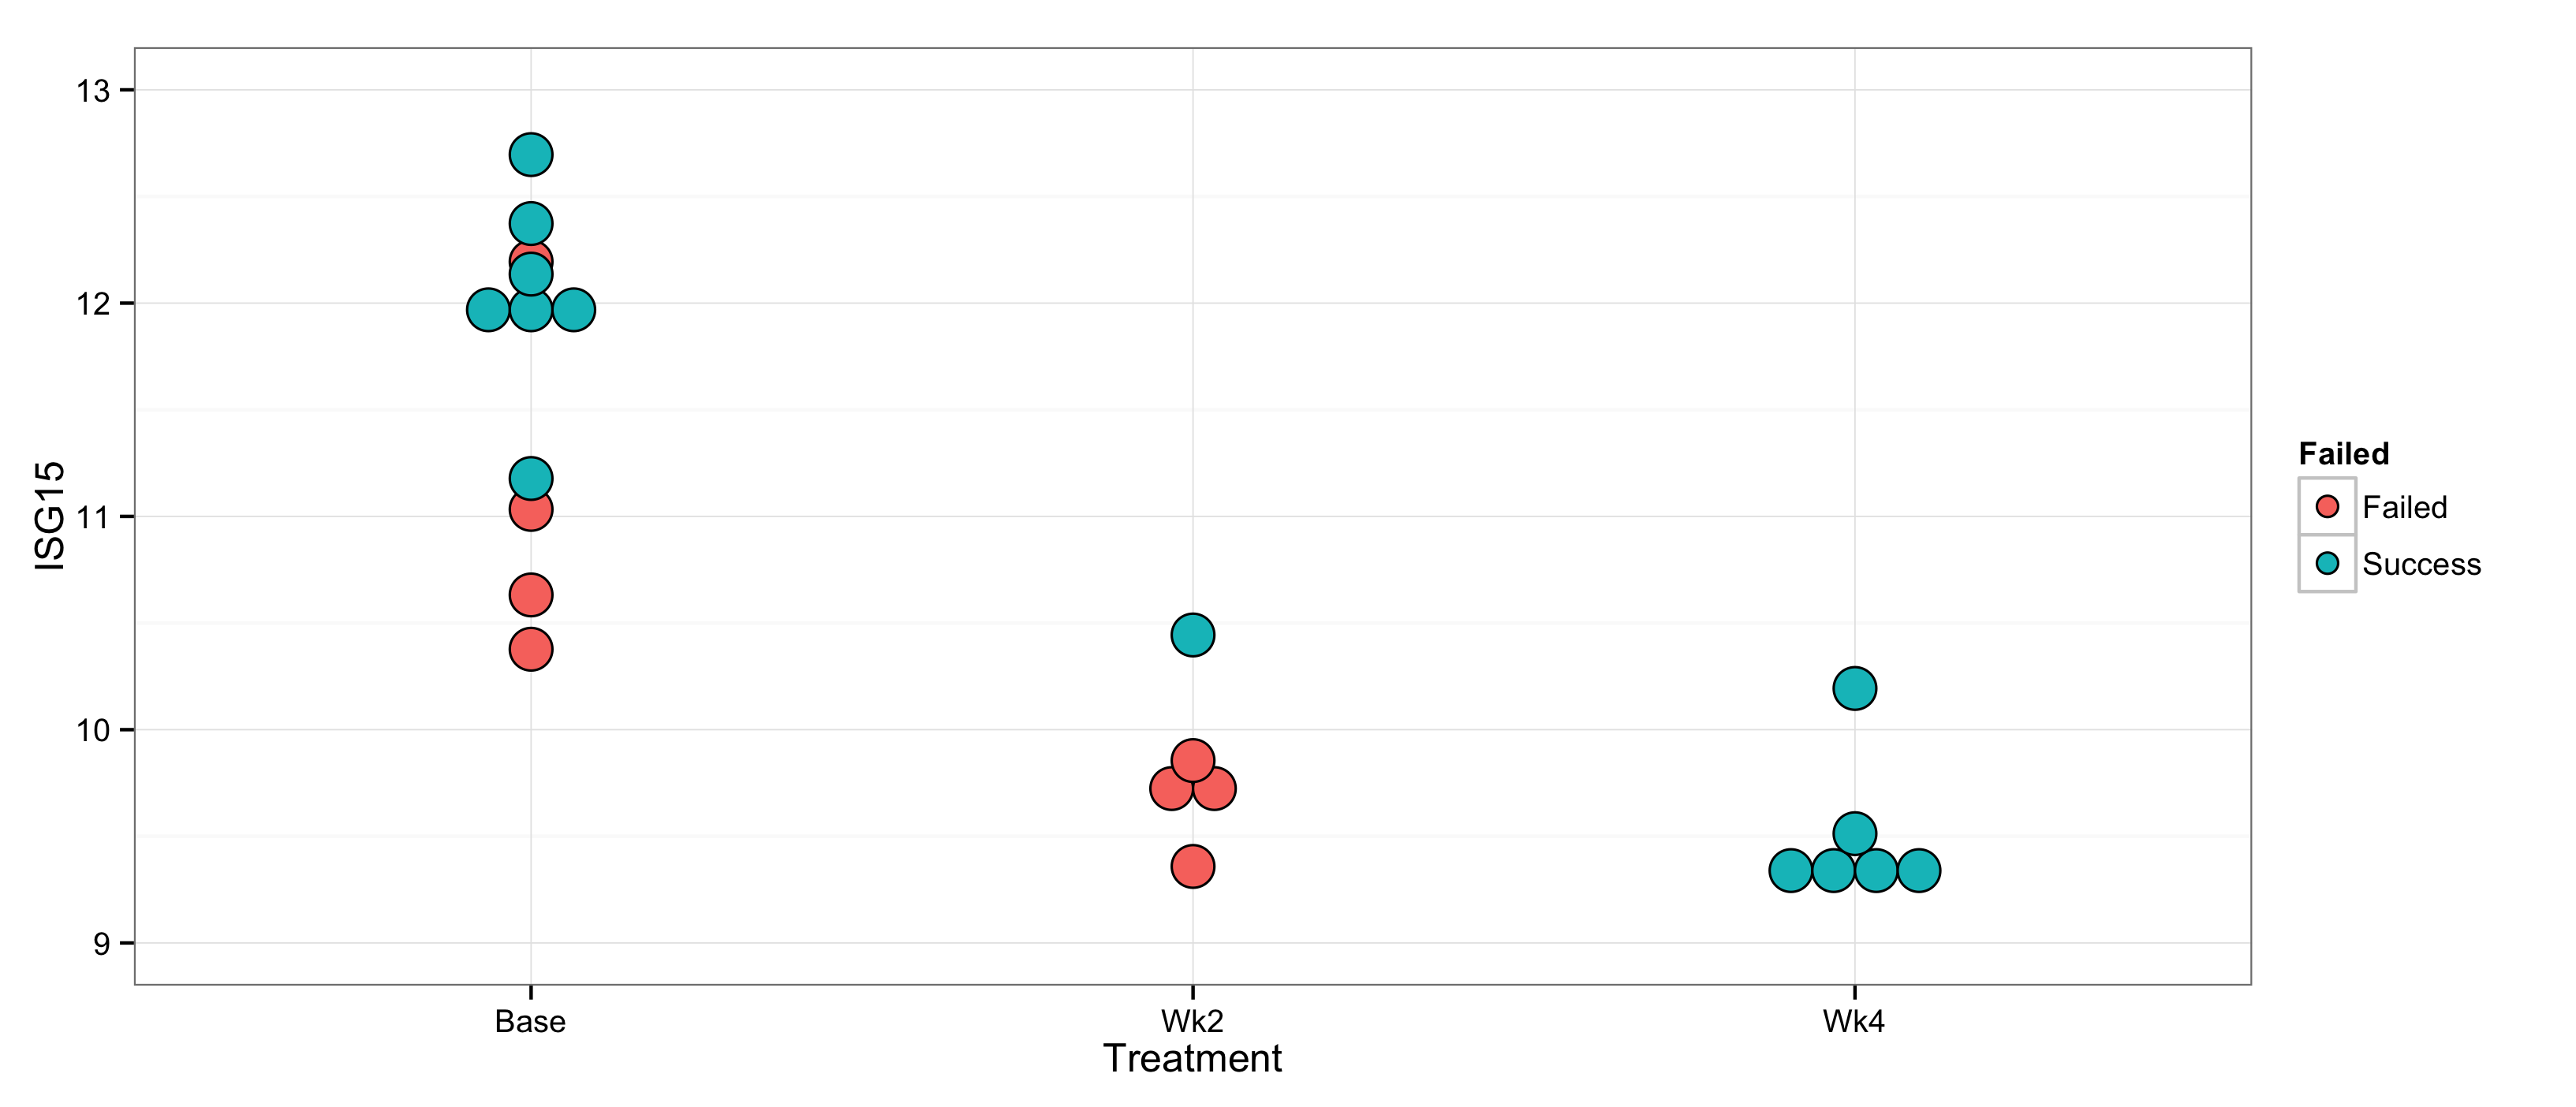 13
12
11
10
9
ISG15
Base
Wk2
Wk4
Treatment
Failed
Failed
Success